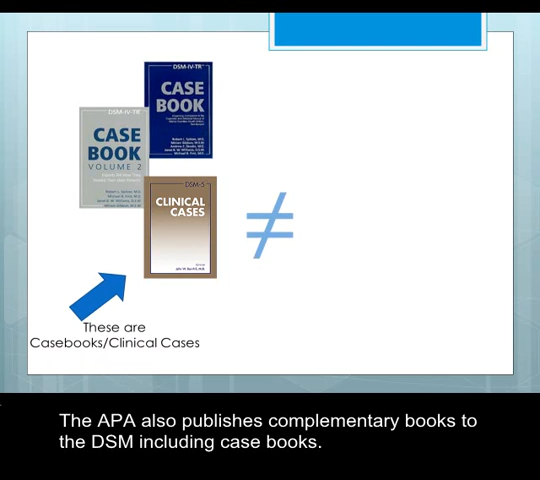 DSM-IV-TR
CASE
BOOK
DSM-IV-TR
CASE
BOOK
VOLUME 2
DSM-5
CLINICAL
CASES
≠
These are
Casebooks/Clinical Cases
The APA also publishes complementary books to
the DSM including case books.